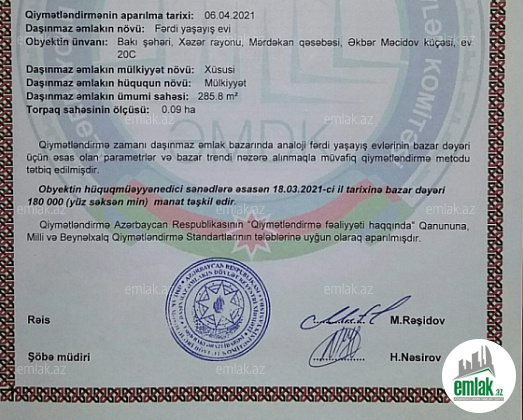 Qiymətləndirmənin aparılma tarixi: 06.04.2021
Daşınmaz əmlakın növü: Fərdi yaşayış evi
Obyektin ünvanı: Bakı şəhəri, Xəzər rayonu, Mərdəkan qəsəbəsi, Əkbər Məcidov küçəsi, ev
20C
Daşınmaz əmlakın mülkiyyət növü: Xüsusi
Daşınmaz əmlakın hüququn növü: Mülkiyyət
Daşınmaz əmlakın ümumi sahəsi: 285.8 m²
Torpaq sahəsinin ölçüsü: 0.09 ha
Qiymətləndirmə zamanı daşınmaz əmlak bazarında analoji fərdi yaşayış evlərinin bazar dəyəri
üçün əsas olan parametrlər və bazar trendi nəzərə alınmaqla müvafiq qiymətləndirmə metodu
tətbiq edilmişdir.
Obyektin hüquqmüəyyənedici sənədlərə əsasən 18.03.2021-ci il tarixinə bazar dəyəri
180 000 (yüz səksən min) manat təşkil edir.
Qiymətləndirmə Azərbaycan Respublikasının "Qiymətləndirmə fəaliyyəti haqqında" Qanununa,
Milli və Beynəlxalq Qiymətləndirmə Standartlarının tələblərinə uyğun olaraq aparılmışdır.
Rəis M.Rəşidov
Şöbə müdiri H.Nəsirov
emlak.az